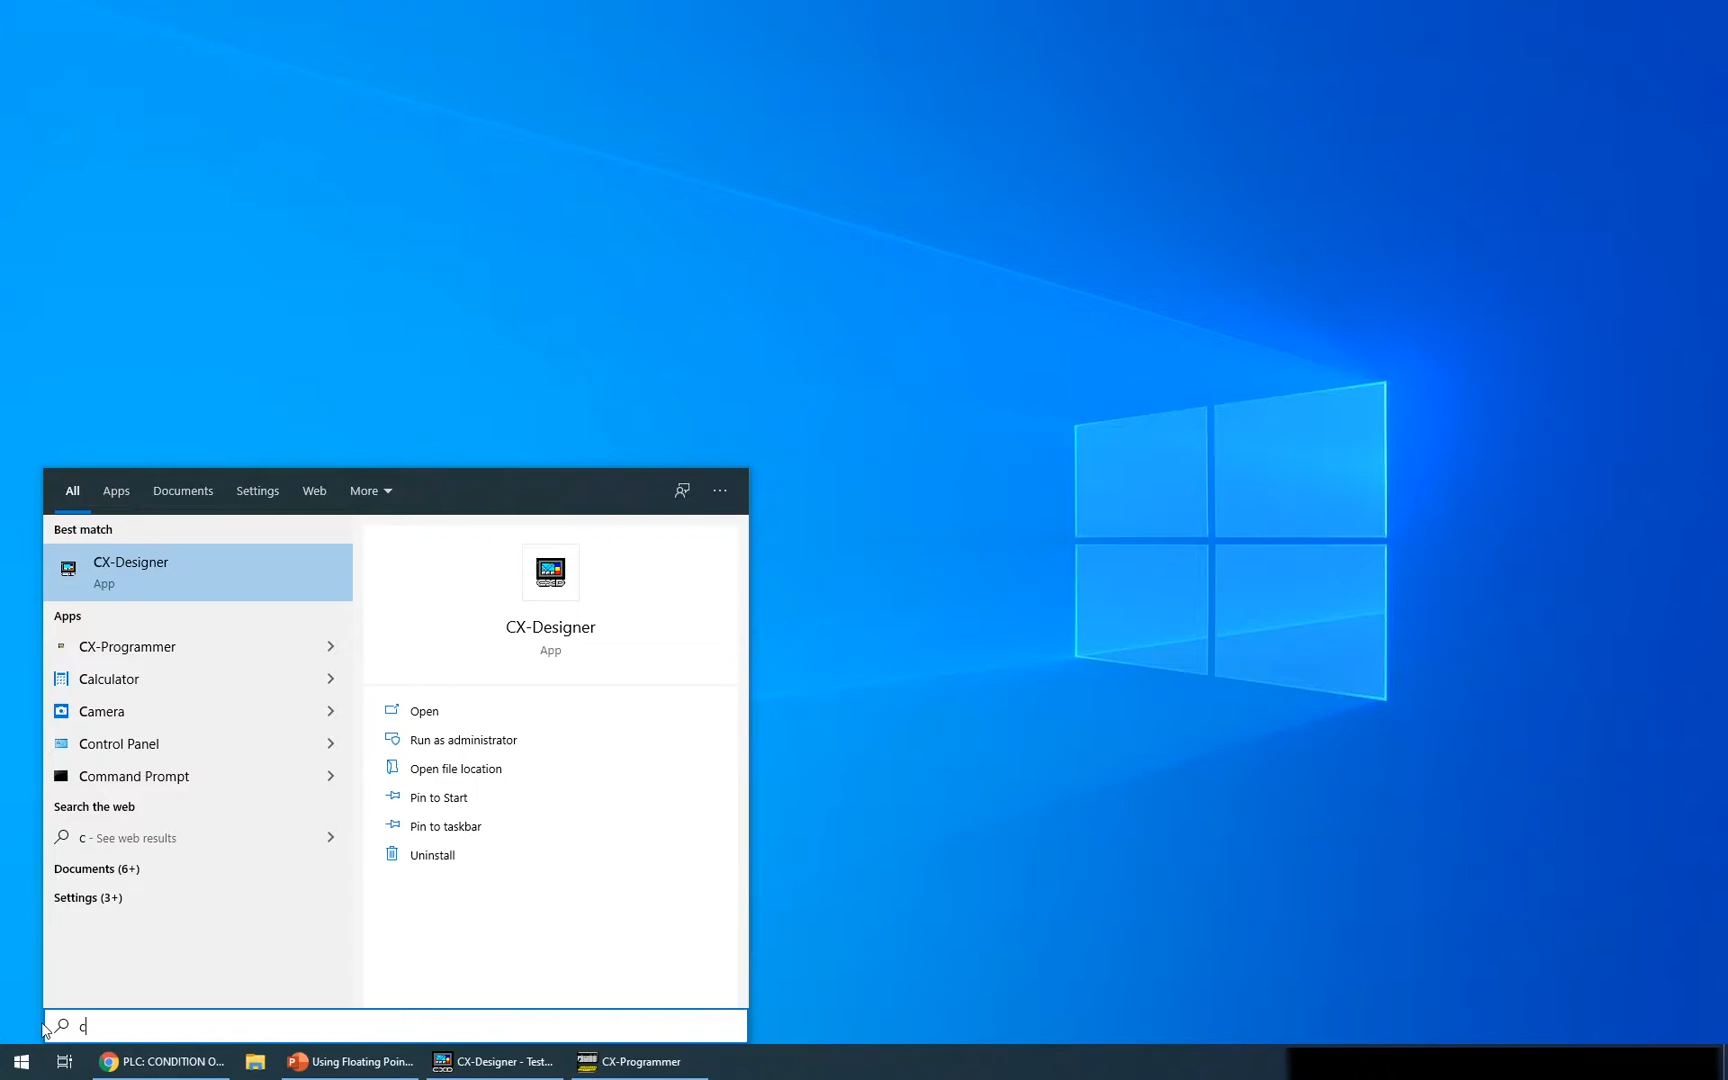 All Apps Documents Settings Web More ...
Best match
CX-Designer
App
Apps
CX-Programmer
Calculator
Camera
Control Panel
Command Prompt
Search the web
c - See web results
Documents (6+)
Settings (3+)
CXD
CX-Designer
App
Open
Run as administrator
Open file location
Pin to Start
Pin to taskbar
Uninstall
c
PLC: CONDITION O... Using Floating Poin... CX-Designer - Test... CX-Programmer